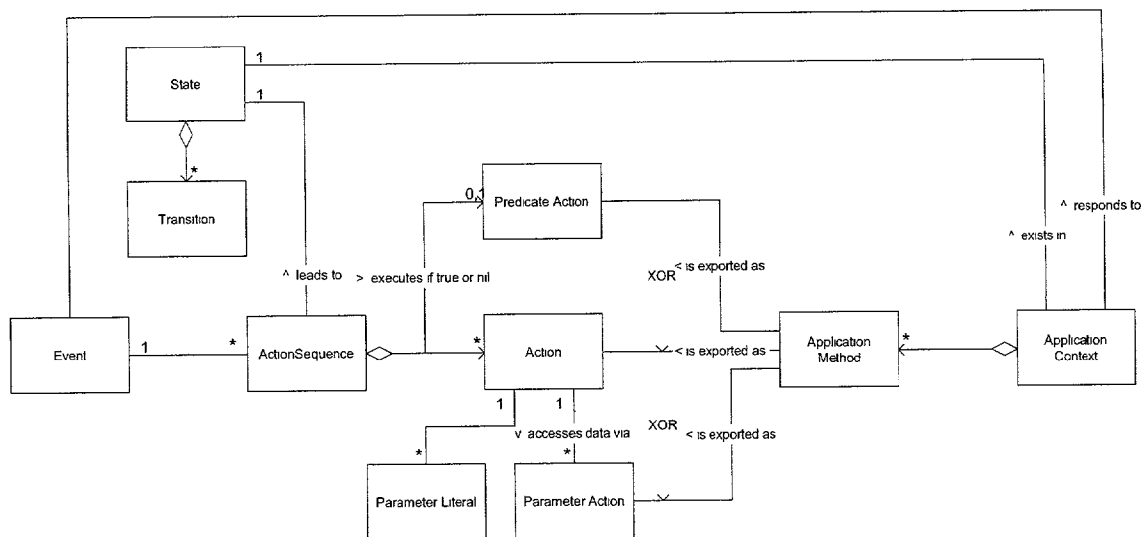 1
State
1
*
Transition
0,1
Predicate Action
^ responds to
^ exists in
< is exported as
XOR
^ leads to
> executes if true or nil
Event
1
*
ActionSequence
*
Action
< is exported as
Application
Method
*
Application
Context
1
1
v accesses data via
XOR
< is exported as
*
*
Parameter Literal
Parameter Action